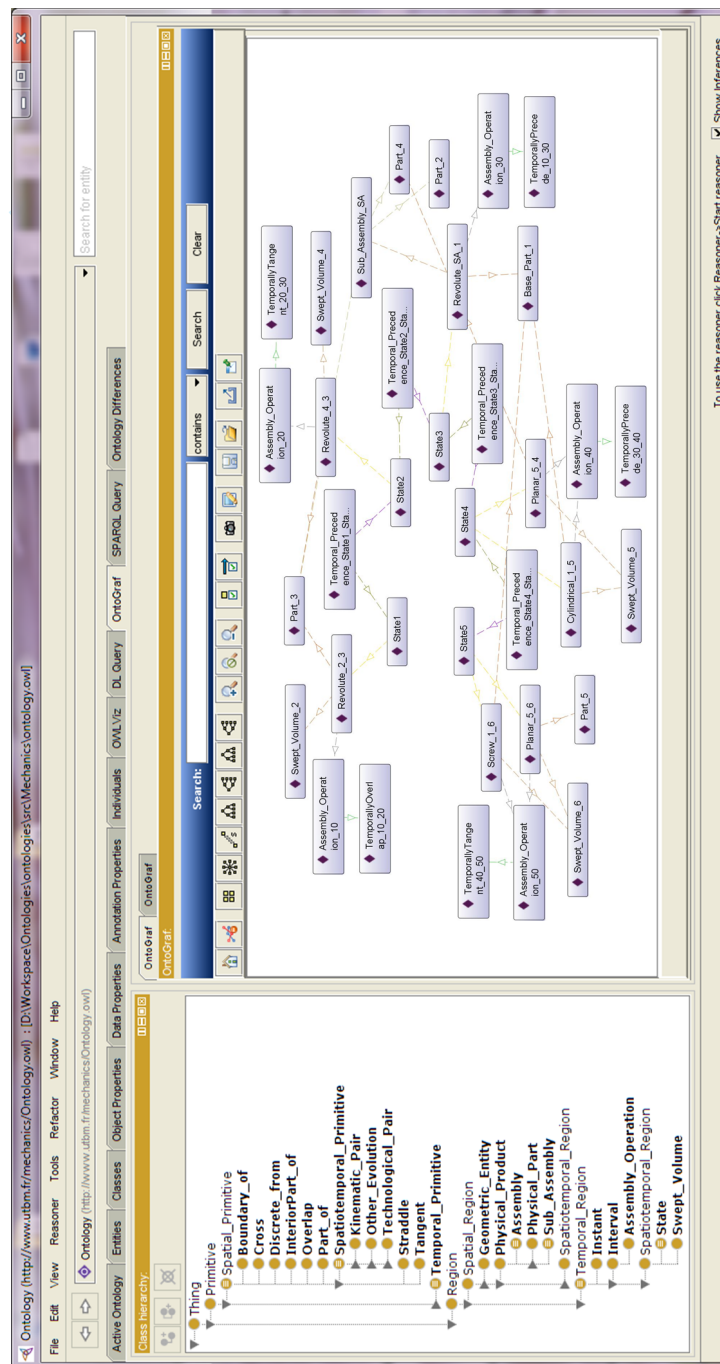 Ontology (http://www.utbm.fr/mechanics/Ontology.owl) : [D:\Workspace\Ontologies\ontologies\src\Mechanics\ontology.owl]
File Edit View Reasoner Tools Refactor Window Help
Ontology (http://www.utbm.fr/mechanics/Ontology.owl)
Search for entity
Active Ontology Entities Classes Object Properties Data Properties Annotation Properties Individuals OWLViz DL Query OntoGraf SPARQL Query Ontology Differences
Class hierarchy:
Thing
Primitive
Spatial_Primitive
Boundary_of
Cross
Discrete_from
InteriorPart_of
Overlap
Part_of
Spatiotemporal_Primitive
Kinematic_Pair
Other_Evolution
Technological_Pair
Straddle
Tangent
Temporal_Primitive
Region
Spatial_Region
Geometric_Entity
Physical_Product
Assembly
Physical_Part
Sub_Assembly
Spatiotemporal_Region
Temporal_Region
Instant
Interval
Assembly_Operation
Spatiotemporal_Region
State
Swept_Volume
OntoGraf OntoGraf
OntoGraf:
Search: contains Search Clear
Assembly_Operat
ion_10
TemporallyOverl
ap_10_20
Swept_Volume_2
Revolute_2_3
Part_3
State1
Temporal_Preced
ence_State1_Sta...
State2
Assembly_Operat
ion_20
TemporallyTange
nt_20_30
Revolute_4_3
Swept_Volume_4
Temporal_Preced
ence_State2_Sta...
Sub_Assembly_SA
Part_4
Part_2
State3
Revolute_SA_1
Assembly_Operat
ion_30
TemporallyPrece
de_10_30
Temporal_Preced
ence_State3_Sta...
Base_Part_1
State4
Planar_5_4
Assembly_Operat
ion_40
TemporallyPrece
de_30_40
State5
Temporal_Preced
ence_State4_Sta...
Cylindrical_1_5
Swept_Volume_5
TemporallyTange
nt_40_50
Screw_1_6
Assembly_Operat
ion_50
Planar_5_6
Part_5
Swept_Volume_6
To use the reasoner click Reasoner->Start reasoner Show Inferences